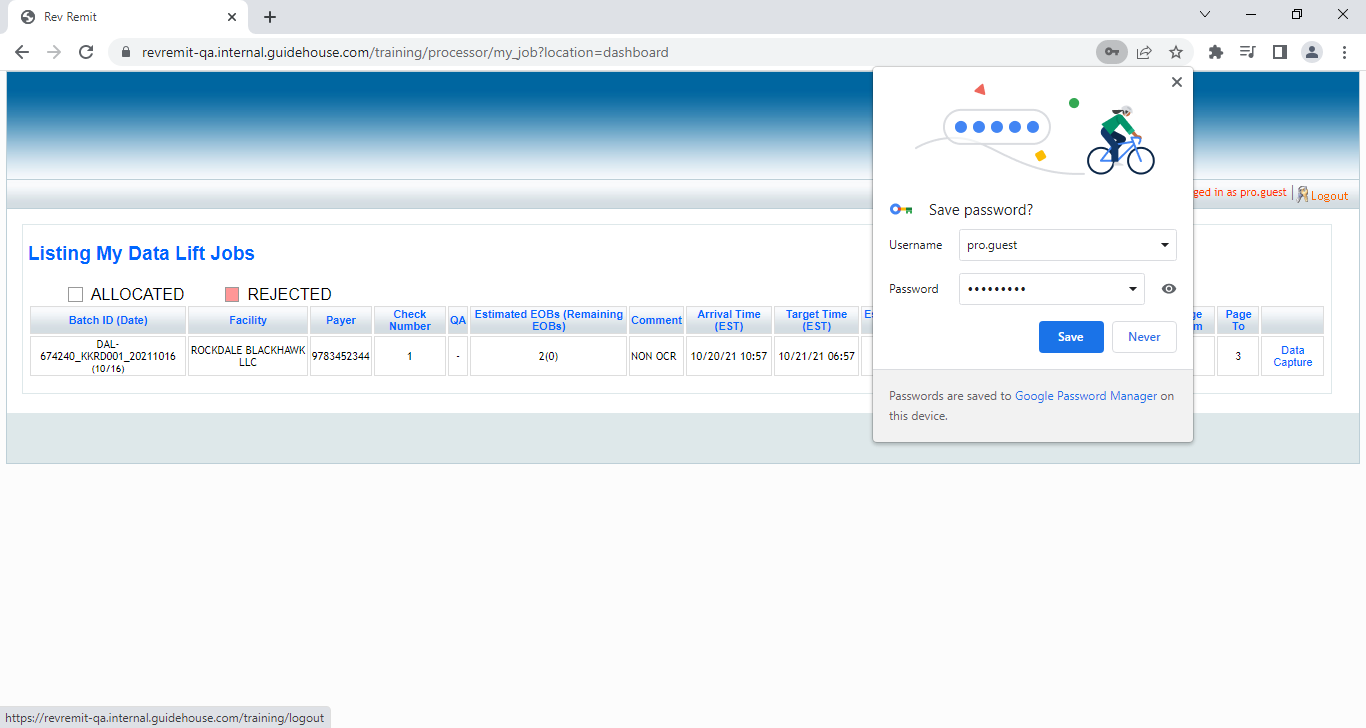 Rev Remit
revremit-qa.internal.guidehouse.com/training/processor/my_job?location=dashboard
ged in as pro.guest | Logout
Save password?
Username pro.guest
Password •••••••••
Save Never
Passwords are saved to Google Password Manager on
this device.
Listing My Data Lift Jobs
ALLOCATED REJECTED
Batch ID (Date) Facility Payer Check Number QA Estimated EOBs (Remaining EOBs) Comment Arrival Time (EST) Target Time (EST) Page To
DAL-674240_KKRD001_20211016 (10/16) ROCKDALE BLACKHAWK LLC 9783452344 1 - 2(0) NON OCR 10/20/21 10:57 10/21/21 06:57 3 Data Capture
https://revremit-qa.internal.guidehouse.com/training/logout